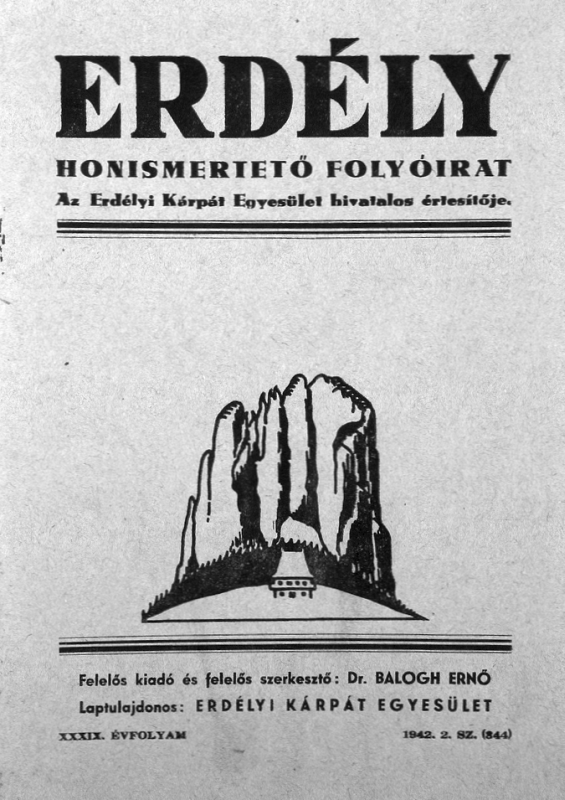 ERDÉLY
HONISMERTETŐ FOLYÓIRAT
Az Erdélyi Kárpát Egyesület hivatalos értesítője.
Felelős kiadó és felelős szerkesztő: Dr. BALOGH ERNŐ
Laptulajdonos: ERDÉLYI KÁRPÁT EGYESÜLET
XXXIX. ÉVFOLYAM
1942. 2. SZ. (344)